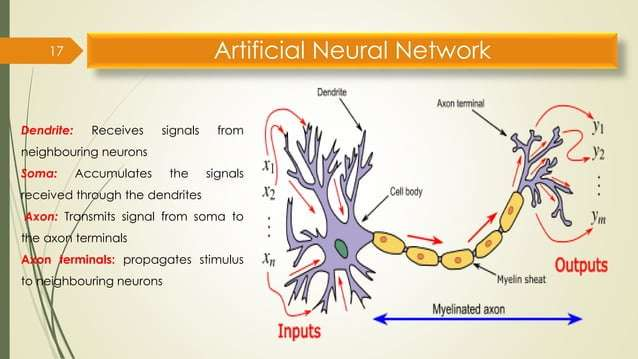 17
Artificial Neural Network
Dendrite: Receives signals from
neighbouring neurons
Soma: Accumulates the signals
received through the dendrites
Axon: Transmits signal from soma to
the axon terminals
Axon terminals: propagates stimulus
to neighbouring neurons
Dendrite
Axon terminal
x1
x2
⋮
xn
Cell body
y1
y2
⋮
ym
Myelin sheat
Outputs
Inputs
Myelinated axon